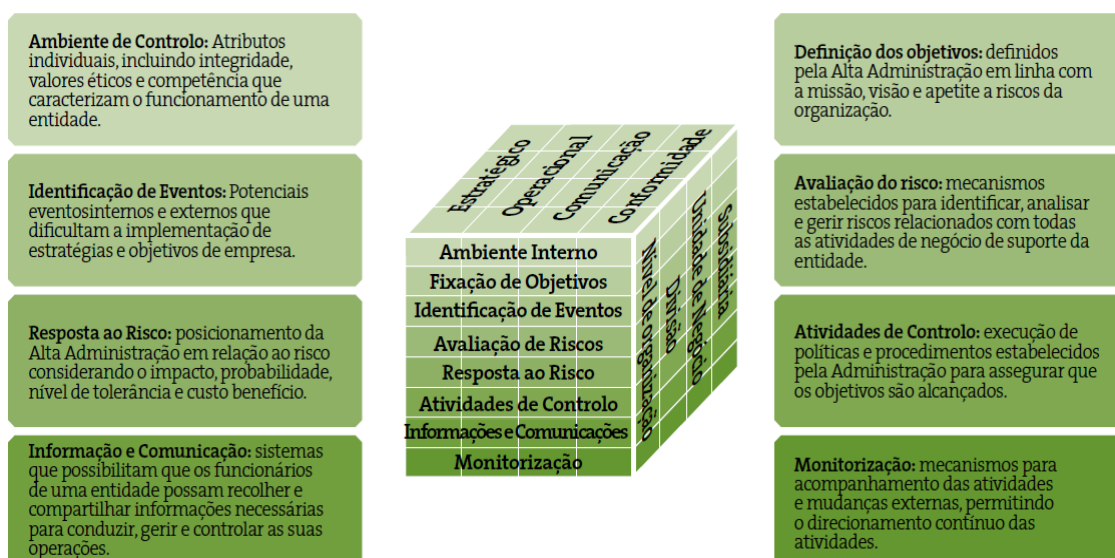 Ambiente de Controlo: Atributos
individuais, incluindo integridade,
valores éticos e competência que
caracterizam o funcionamento de uma
entidade.
Identificação de Eventos: Potenciais
eventosinternos e externos que
dificultam a implementação de
estratégias e objetivos de empresa.
Resposta ao Risco: posicionamento da
Alta Administração em relação ao risco
considerando o impacto, probabilidade,
nível de tolerância e custo benefício.
Informação e Comunicação: sistemas
que possibilitam que os funcionários
de uma entidade possam recolher e
compartilhar informações necessárias
para conduzir, gerir e controlar as suas
operações.
Estratégico
Operacional
Comunicação
Conformidade
Ambiente Interno
Fixação de Objetivos
Identificação de Eventos
Avaliação de Riscos
Resposta ao Risco
Atividades de Controlo
Informações e Comunicações
Monitorização
Nível de organização
Divisão
Unidade de Negócio
Subsidiária
Definição dos objetivos: definidos
pela Alta Administração em linha com
a missão, visão e apetite a riscos da
organização.
Avaliação do risco: mecanismos
estabelecidos para identificar, analisar
e gerir riscos relacionados com todas
as atividades de negócio de suporte da
entidade.
Atividades de Controlo: execução de
políticas e procedimentos estabelecidos
pela Administração para assegurar que
os objetivos são alcançados.
Monitorização: mecanismos para
acompanhamento das atividades
e mudanças externas, permitindo
o direcionamento contínuo das
atividades.